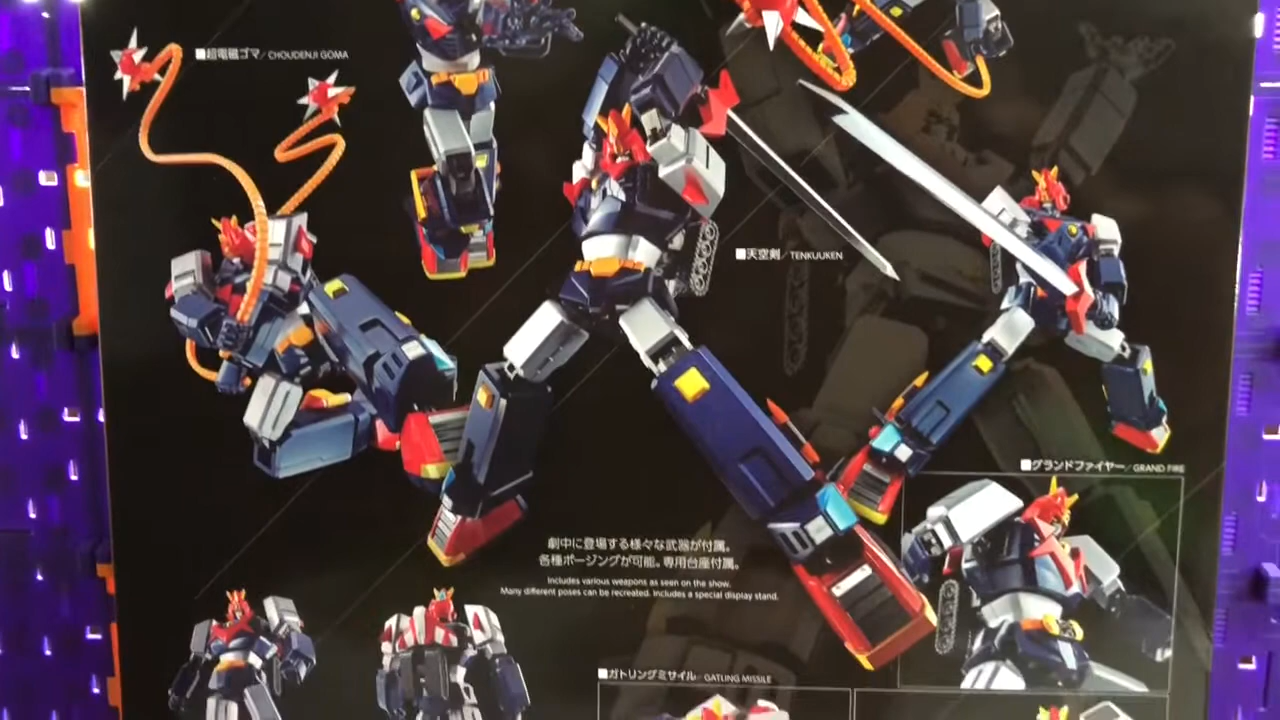 ■超電磁ゴマ／CHOUDENJI GOMA
■天空剣／TENKUUKEN
■グランドファイヤー／GRAND FIRE
劇中に登場する様々な武器が付属。
各種ポージングが可能。専用台座付属。
Includes various weapons as seen on the show.
Many different poses can be recreated. Includes a special display stand.
■ガトリングミサイル／GATLING MISSILE